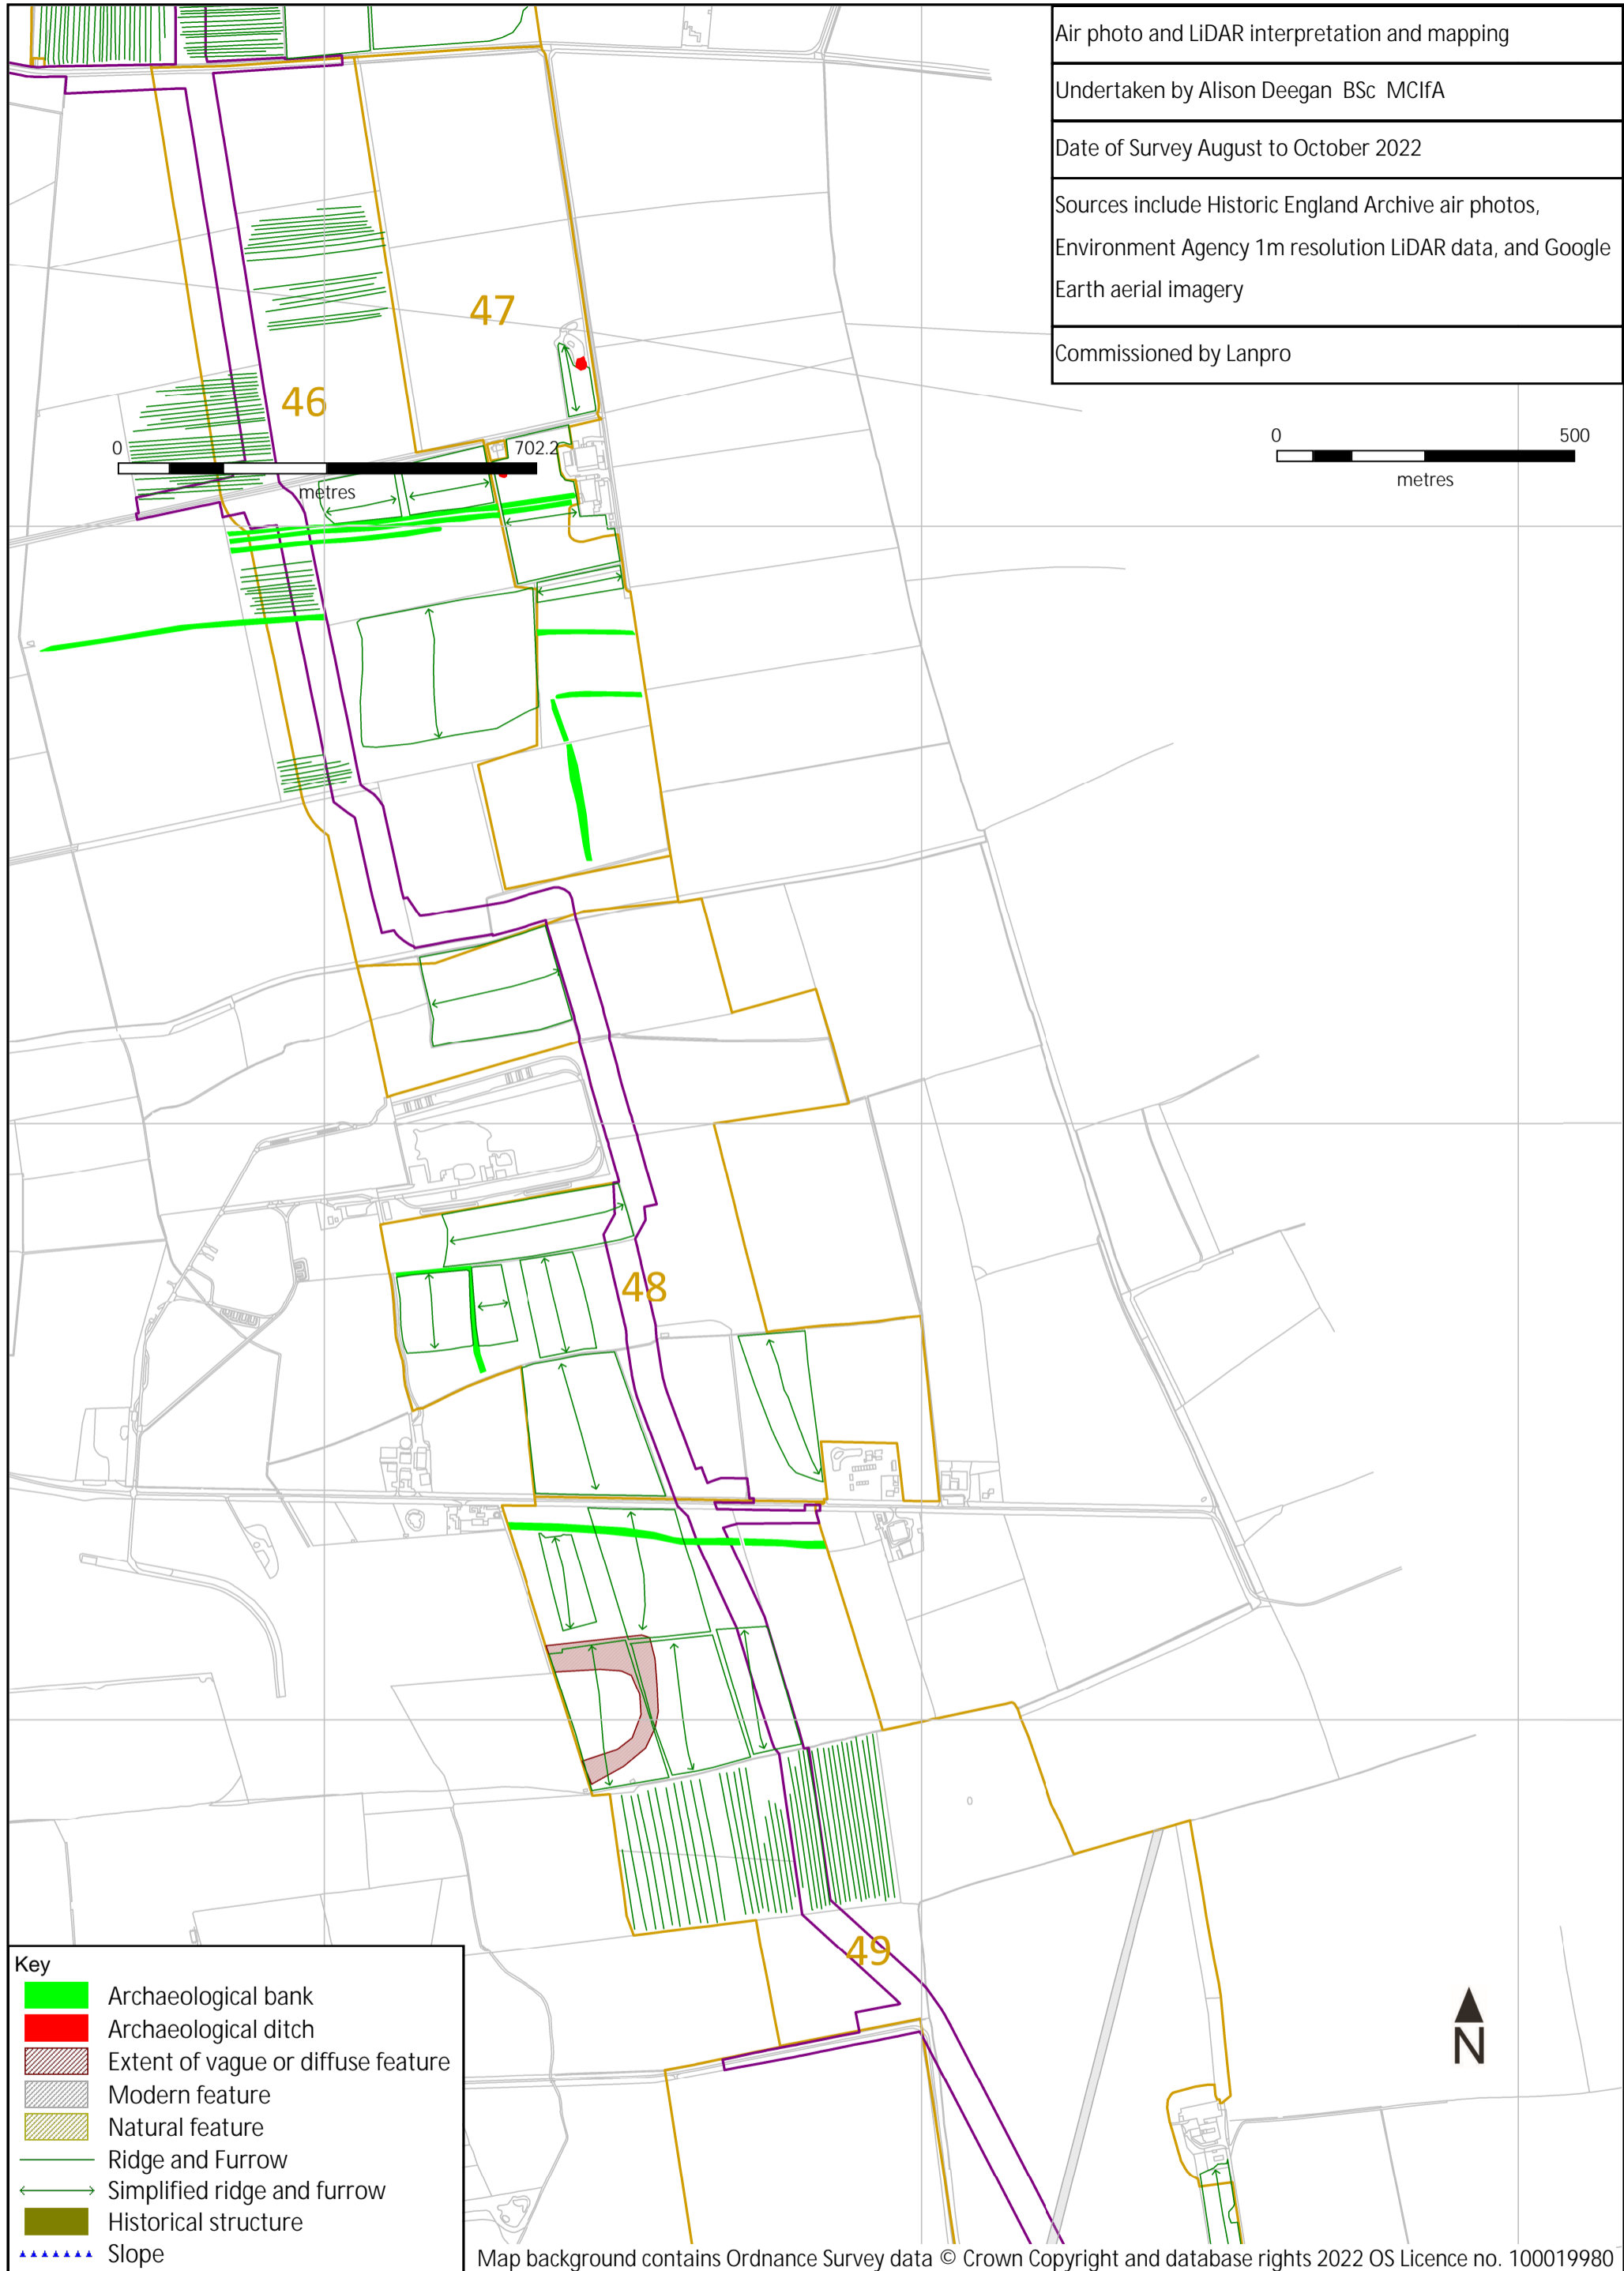 Air photo and LiDAR interpretation and mapping
Undertaken by Alison Deegan BSc MCIfA
Date of Survey August to October 2022
Sources include Historic England Archive air photos,
Environment Agency 1m resolution LiDAR data, and Google
Earth aerial imagery
Commissioned by Lanpro
47
46
0 702.2
metres
0 500
metres
48
49
N
Key
Archaeological bank
Archaeological ditch
Extent of vague or diffuse feature
Modern feature
Natural feature
Ridge and Furrow
Simplified ridge and furrow
Historical structure
Slope
Map background contains Ordnance Survey data © Crown Copyright and database rights 2022 OS Licence no. 100019980